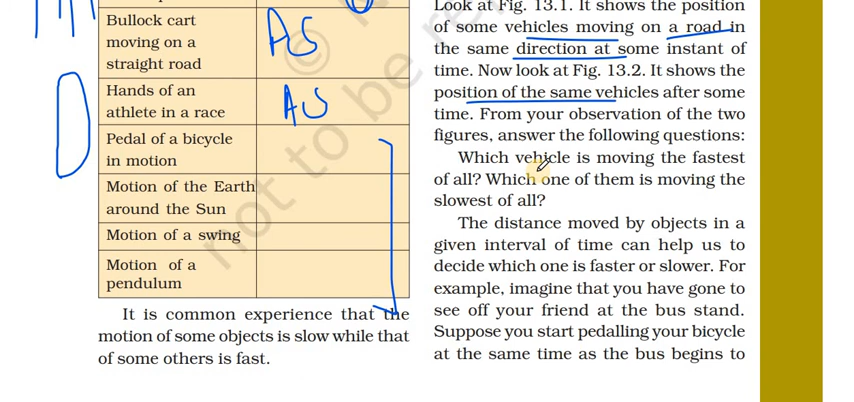 Bullock cart
moving on a
straight road
AS
Hands of an
athlete in a race
AS
Pedal of a bicycle
in motion
Motion of the Earth
around the Sun
Motion of a swing
Motion of a
pendulum
It is common experience that the
motion of some objects is slow while that
of some others is fast.
Look at Fig. 13.1. It shows the position
of some vehicles moving on a road in
the same direction at some instant of
time. Now look at Fig. 13.2. It shows the
position of the same vehicles after some
time. From your observation of the two
figures, answer the following questions:
Which vehicle is moving the fastest
of all? Which one of them is moving the
slowest of all?
The distance moved by objects in a
given interval of time can help us to
decide which one is faster or slower. For
example, imagine that you have gone to
see off your friend at the bus stand.
Suppose you start pedalling your bicycle
at the same time as the bus begins to
not to be re